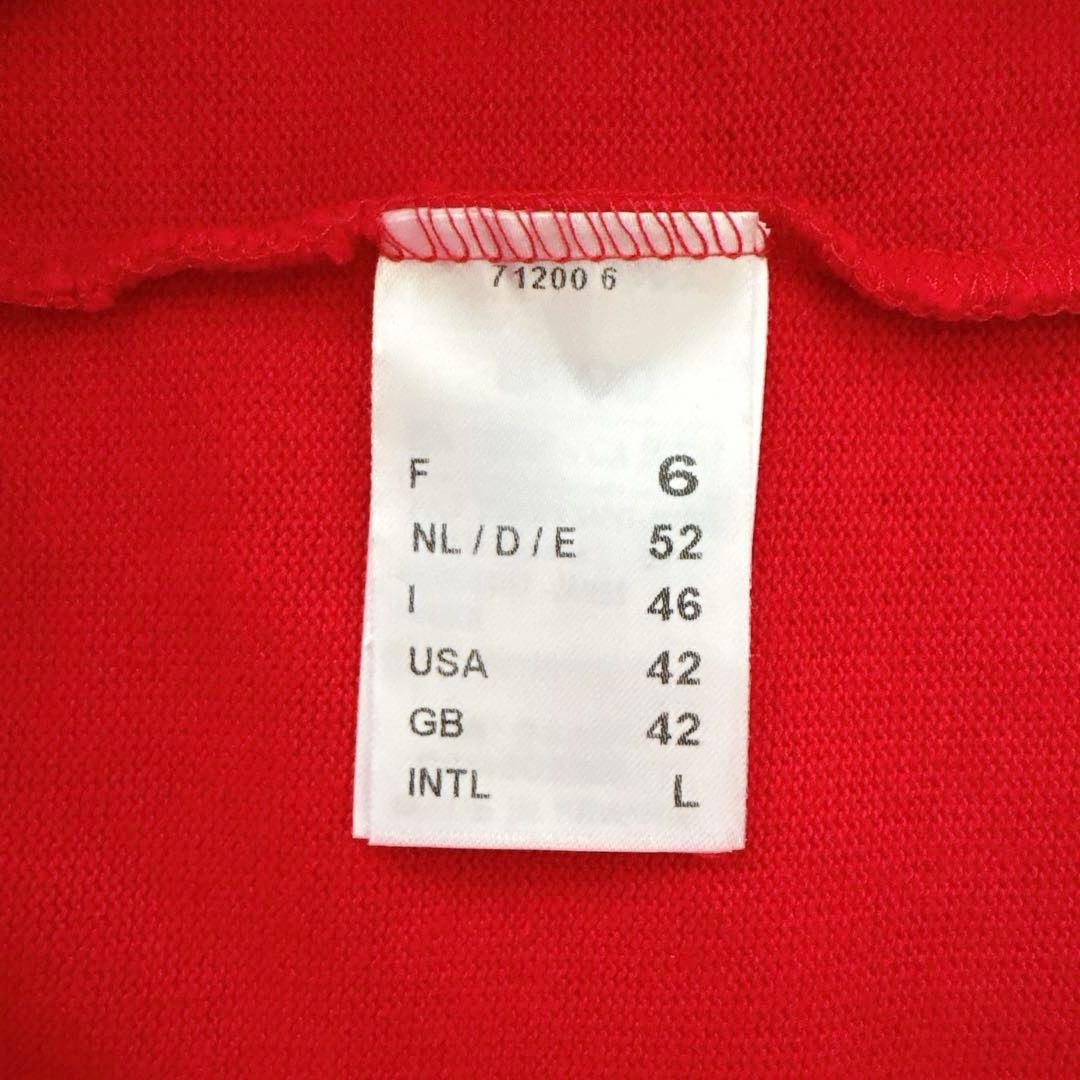 71200 6
F 6
NL / D / E 52
I 46
USA 42
GB 42
INTL L